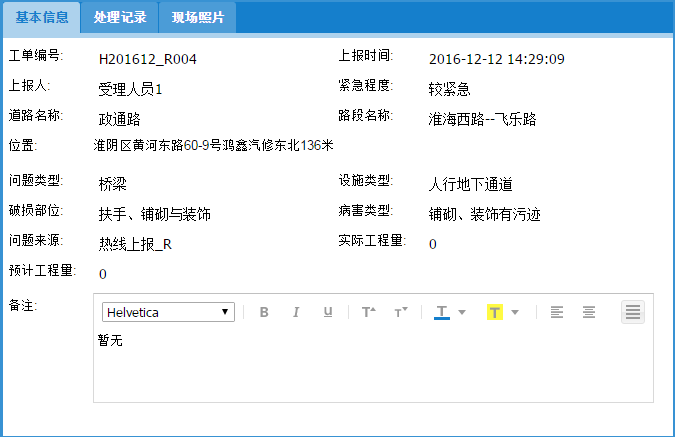 基本信息 处理记录 现场照片
工单编号: H201612_R004 上报时间: 2016-12-12 14:29:09
上报人: 受理人员1 紧急程度: 较紧急
道路名称: 政通路 路段名称: 淮海西路--飞乐路
位置: 淮阴区黄河东路60-9号鸿鑫汽修东北136米
问题类型: 桥梁 设施类型: 人行地下通道
破损部位: 扶手、铺砌与装饰 病害类型: 铺砌、装饰有污迹
问题来源: 热线上报_R 实际工程量: 0
预计工程量: 0
备注: Helvetica B I U T T T T
暂无